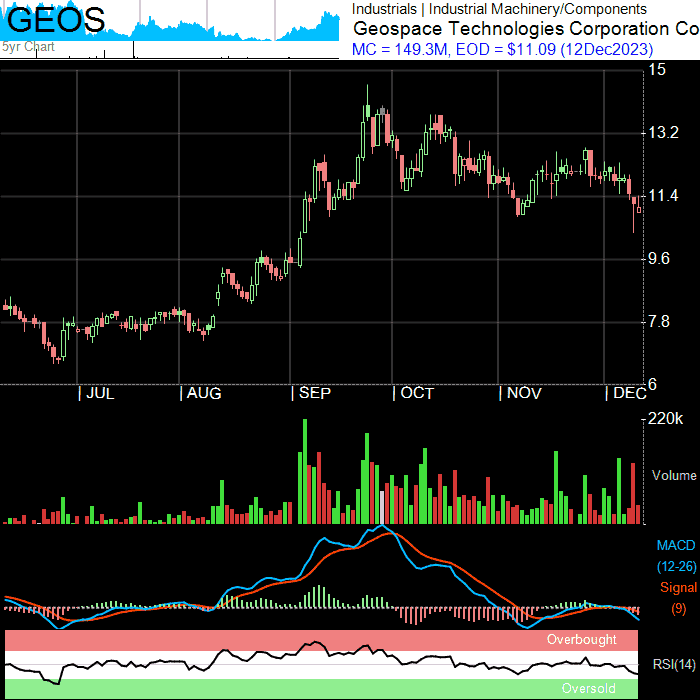 GEOS
5yr Chart
Industrials | Industrial Machinery/Components
Geospace Technologies Corporation Co
MC = 149.3M, EOD = $11.09 (12Dec2023)
15
13.2
11.4
9.6
7.8
6
| JUL | AUG | SEP | OCT | NOV | DEC
220k
Volume
MACD
(12-26)
Signal
(9)
Overbought
RSI(14)
Oversold